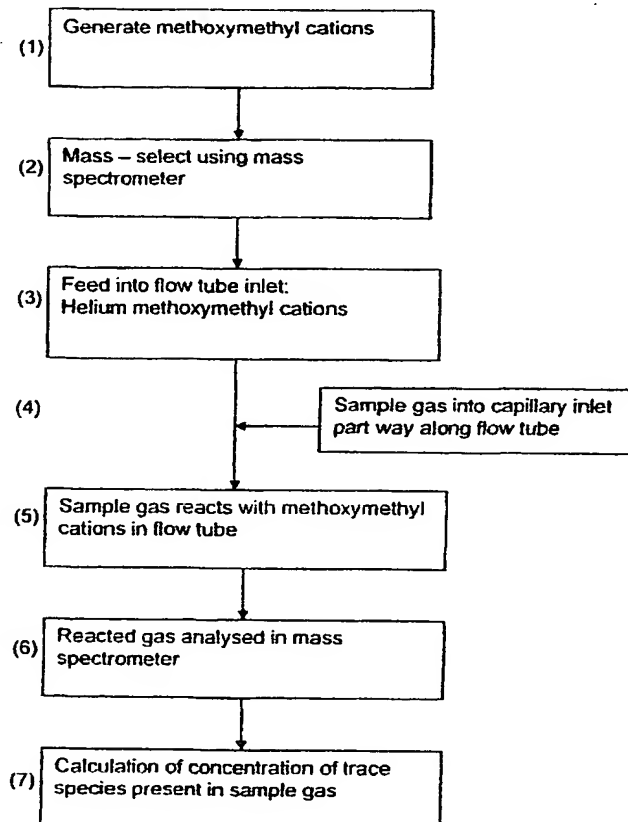 (1)
Generate methoxymethyl cations
(2)
Mass – select using mass
spectrometer
(3)
Feed into flow tube inlet:
Helium methoxymethyl cations
(4)
Sample gas into capillary inlet
part way along flow tube
(5)
Sample gas reacts with methoxymethyl
cations in flow tube
(6)
Reacted gas analysed in mass
spectrometer
(7)
Calculation of concentration of trace
species present in sample gas